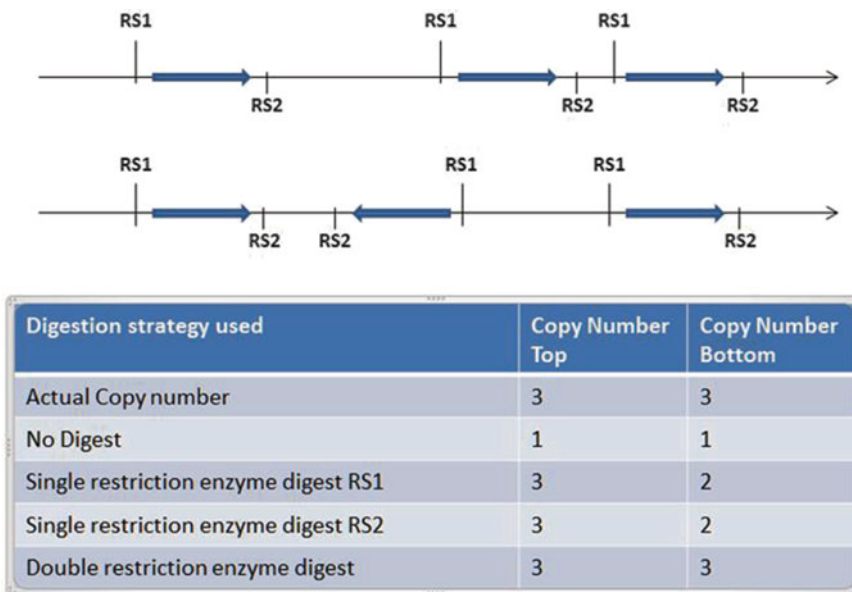 RS1 RS1 RS1
RS2 RS2 RS2
RS1 RS1 RS1
RS2 RS2 RS2
Digestion strategy used Copy Number Copy Number
Top Bottom
Actual Copy number 3 3
No Digest 1 1
Single restriction enzyme digest RS1 3 2
Single restriction enzyme digest RS2 3 2
Double restriction enzyme digest 3 3